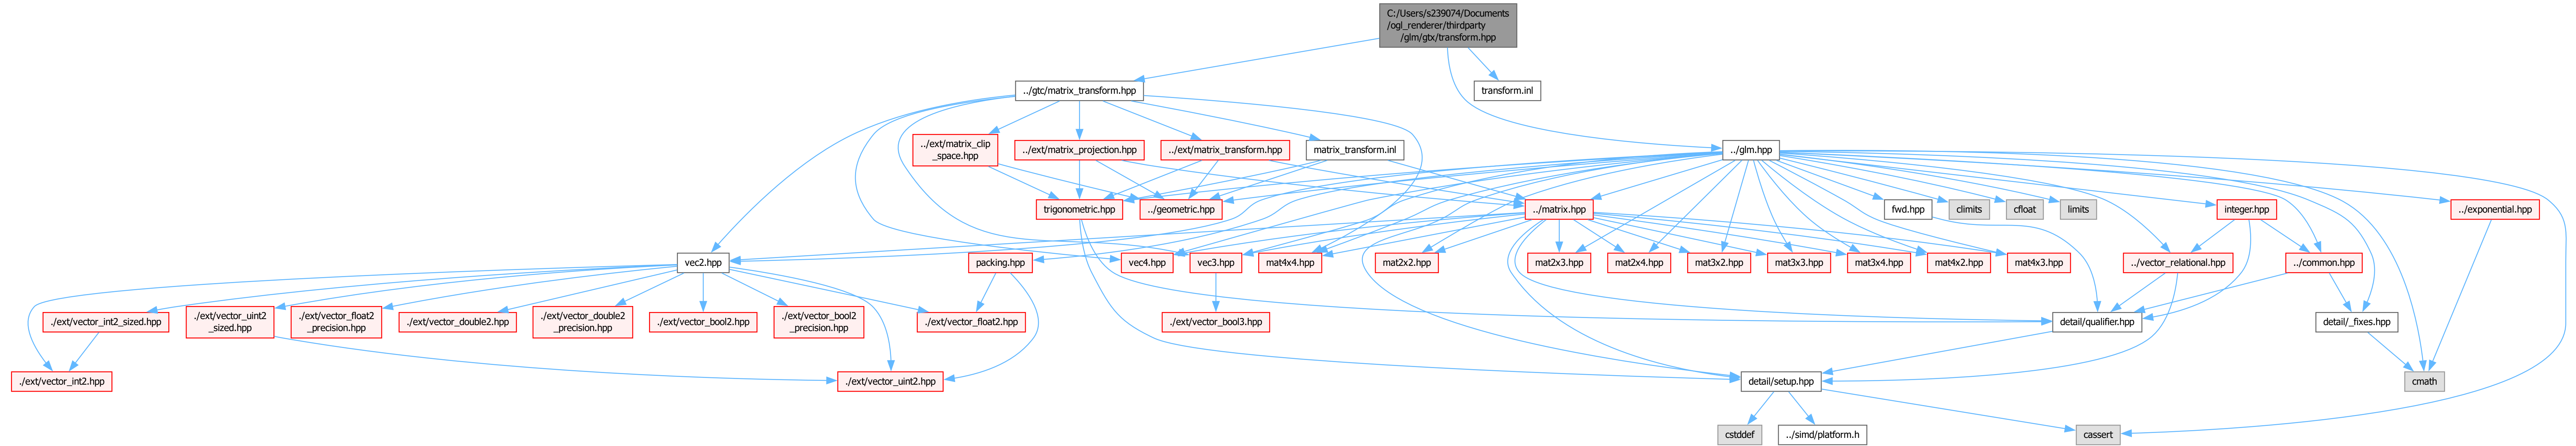 C:/Users/s239074/Documents
/ogl_renderer/thirdparty
/glm/gtx/transform.hpp
../gtc/matrix_transform.hpp
transform.inl
../ext/matrix_clip
_space.hpp
../ext/matrix_projection.hpp
../ext/matrix_transform.hpp
matrix_transform.inl
../glm.hpp
trigonometric.hpp
../geometric.hpp
../matrix.hpp
fwd.hpp
climits
cfloat
limits
integer.hpp
../exponential.hpp
vec2.hpp
packing.hpp
vec4.hpp
vec3.hpp
mat4x4.hpp
mat2x2.hpp
mat2x3.hpp
mat2x4.hpp
mat3x2.hpp
mat3x3.hpp
mat3x4.hpp
mat4x2.hpp
mat4x3.hpp
../vector_relational.hpp
../common.hpp
./ext/vector_int2_sized.hpp
./ext/vector_uint2
_sized.hpp
./ext/vector_float2
_precision.hpp
./ext/vector_double2.hpp
./ext/vector_double2
_precision.hpp
./ext/vector_bool2.hpp
./ext/vector_bool2
_precision.hpp
./ext/vector_float2.hpp
./ext/vector_bool3.hpp
detail/qualifier.hpp
detail/_fixes.hpp
./ext/vector_int2.hpp
./ext/vector_uint2.hpp
detail/setup.hpp
cmath
cstddef
../simd/platform.h
cassert